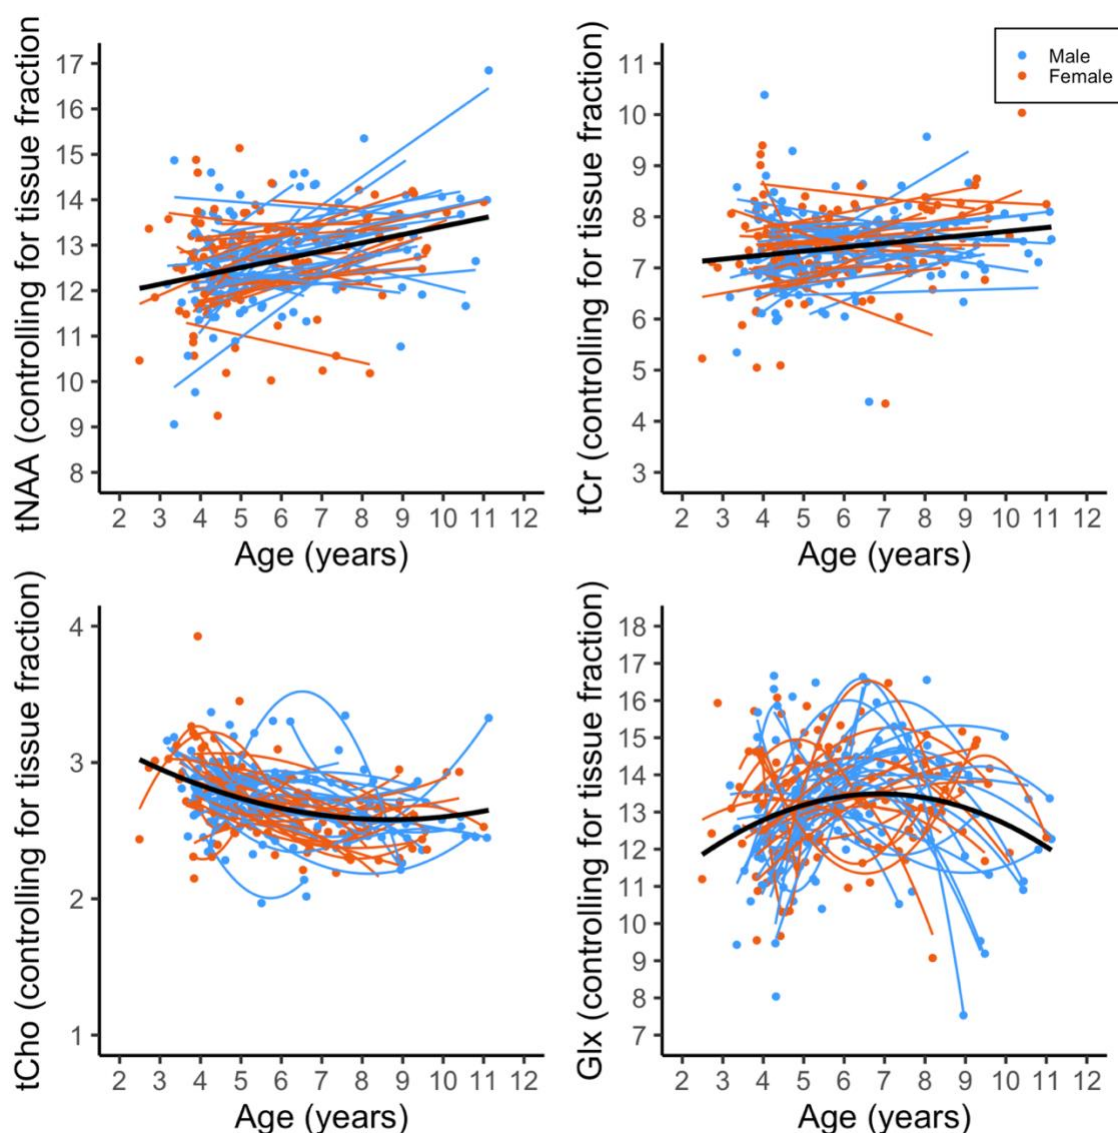 tNAA (controlling for tissue fraction
17
16
15
14
13
12
11
10
9
8
2 3 4 5 6 7 8 9 10 11 12
Age (years)
tCr (controlling for tissue fraction)
11
10
9
8
7
6
5
4
3
2 3 4 5 6 7 8 9 10 11 12
Age (years)
Male
Female
tCho (controlling for tissue fraction)
4
3
2
1
2 3 4 5 6 7 8 9 10 11 12
Age (years)
Glx (controlling for tissue fraction)
18
17
16
15
14
13
12
11
10
9
8
7
2 3 4 5 6 7 8 9 10 11 12
Age (years)